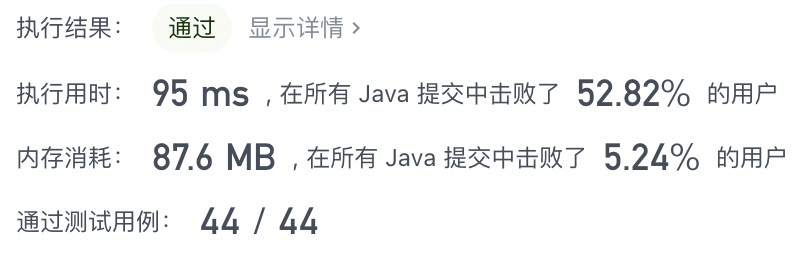 执行结果： 通过 显示详情 >
执行用时： 95 ms , 在所有 Java 提交中击败了 52.82% 的用户
内存消耗： 87.6 MB , 在所有 Java 提交中击败了 5.24% 的用户
通过测试用例： 44 / 44